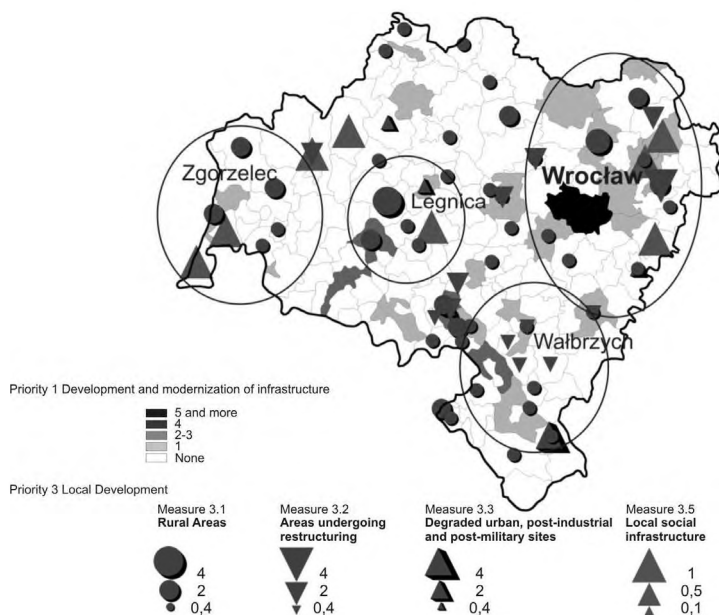 Zgorzelec
Legnica
Wrocław
Wałbrzych
Priority 1 Development and modernization of infrastructure
5 and more
4
2-3
1
None
Priority 3 Local Development
Measure 3.1
Rural Areas
4
2
0,4
Measure 3.2
Areas undergoing
restructuring
4
2
0,4
Measure 3.3
Degraded urban, post-industrial
and post-military sites
4
2
0,4
Measure 3.5
Local social
infrastructure
1
0,5
0,1